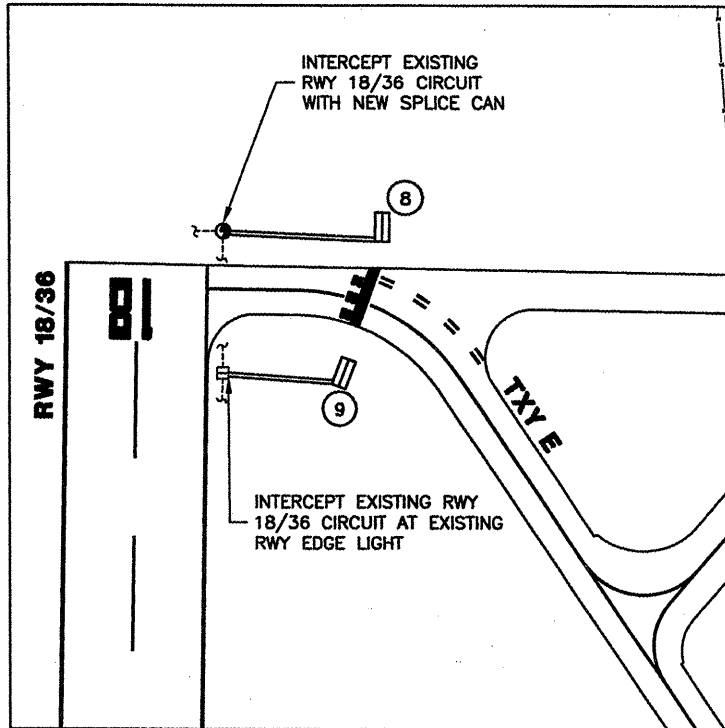 INTERCEPT EXISTING
RWY 18/36 CIRCUIT
WITH NEW SPLICE CAN
8
18
RWY 18/36
TXY E
9
INTERCEPT EXISTING RWY
18/36 CIRCUIT AT EXISTING
RWY EDGE LIGHT